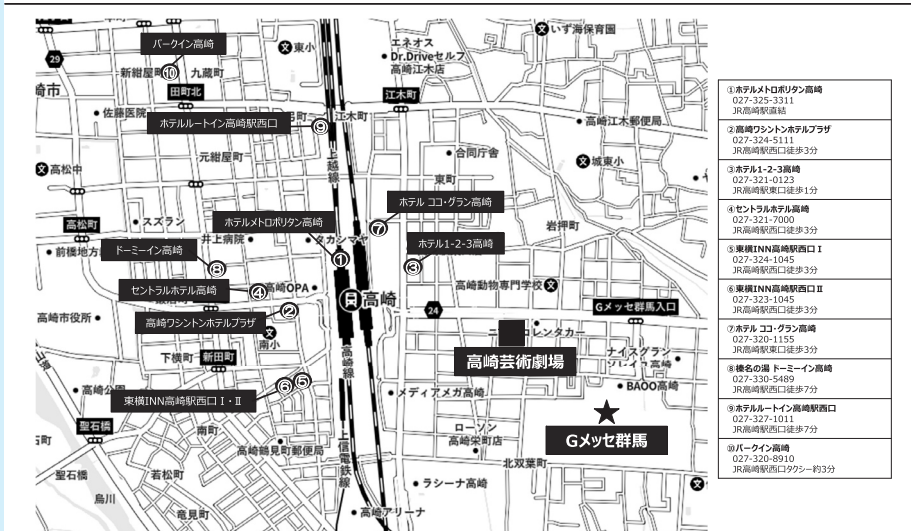 いずみ保育園
パークイン高崎
東小
エネオス
Dr.Driveセルフ
高崎江木店
29
新紺屋町
⑩
九蔵町
田町北
江木町
崎市
佐藤医院
ホテルルートイン高崎駅西口
⑨
江木町
高崎江木郵便局
上越線
元紺屋町
合同庁舎
城東小
高松中
東町
高松町
スズラン
ホテルメトロポリタン高崎
ホテル ココ・グラン高崎
⑦
岩押町
前橋地方
井上病院
タカシマヤ
ドーミーイン高崎
⑧
①
ホテル1-2-3高崎
③
セントラルホテル高崎
④
高崎OPA
高崎
高崎動物専門学校
24
Gメッセ群馬入口
高崎市役所
高崎ワシントンホテルプラザ
②
南小
レンタカー
下横町
新田町
高崎線
高崎芸術劇場
ナイスグラン
高崎公園
⑥
⑤
東横INN高崎駅西口Ⅰ・Ⅱ
メディアメガ高崎
BAOO高崎
聖石橋
南町
ローソン
高崎栄町店
Gメッセ群馬
石町
高崎鶴見町郵便局
上信電鉄線
北双葉町
聖石橋
若松町
ラシーナ高崎
烏川
竜見町
高崎アリーナ
①ホテルメトロポリタン高崎
027-325-3311
JR高崎駅直結
②高崎ワシントンホテルプラザ
027-324-5111
JR高崎駅西口徒歩3分
③ホテル1-2-3高崎
027-321-0123
JR高崎駅東口徒歩1分
④セントラルホテル高崎
027-321-7000
JR高崎駅西口徒歩3分
⑤東横INN高崎駅西口Ⅰ
027-324-1045
JR高崎駅西口徒歩3分
⑥東横INN高崎駅西口Ⅱ
027-323-1045
JR高崎駅西口徒歩3分
⑦ホテル ココ・グラン高崎
027-320-1155
JR高崎駅東口徒歩3分
⑧榛名の湯 ドーミーイン高崎
027-330-5489
JR高崎駅西口徒歩7分
⑨ホテルルートイン高崎駅西口
027-327-1011
JR高崎駅西口徒歩7分
⑩パークイン高崎
027-320-8910
JR高崎駅西口タクシー約3分